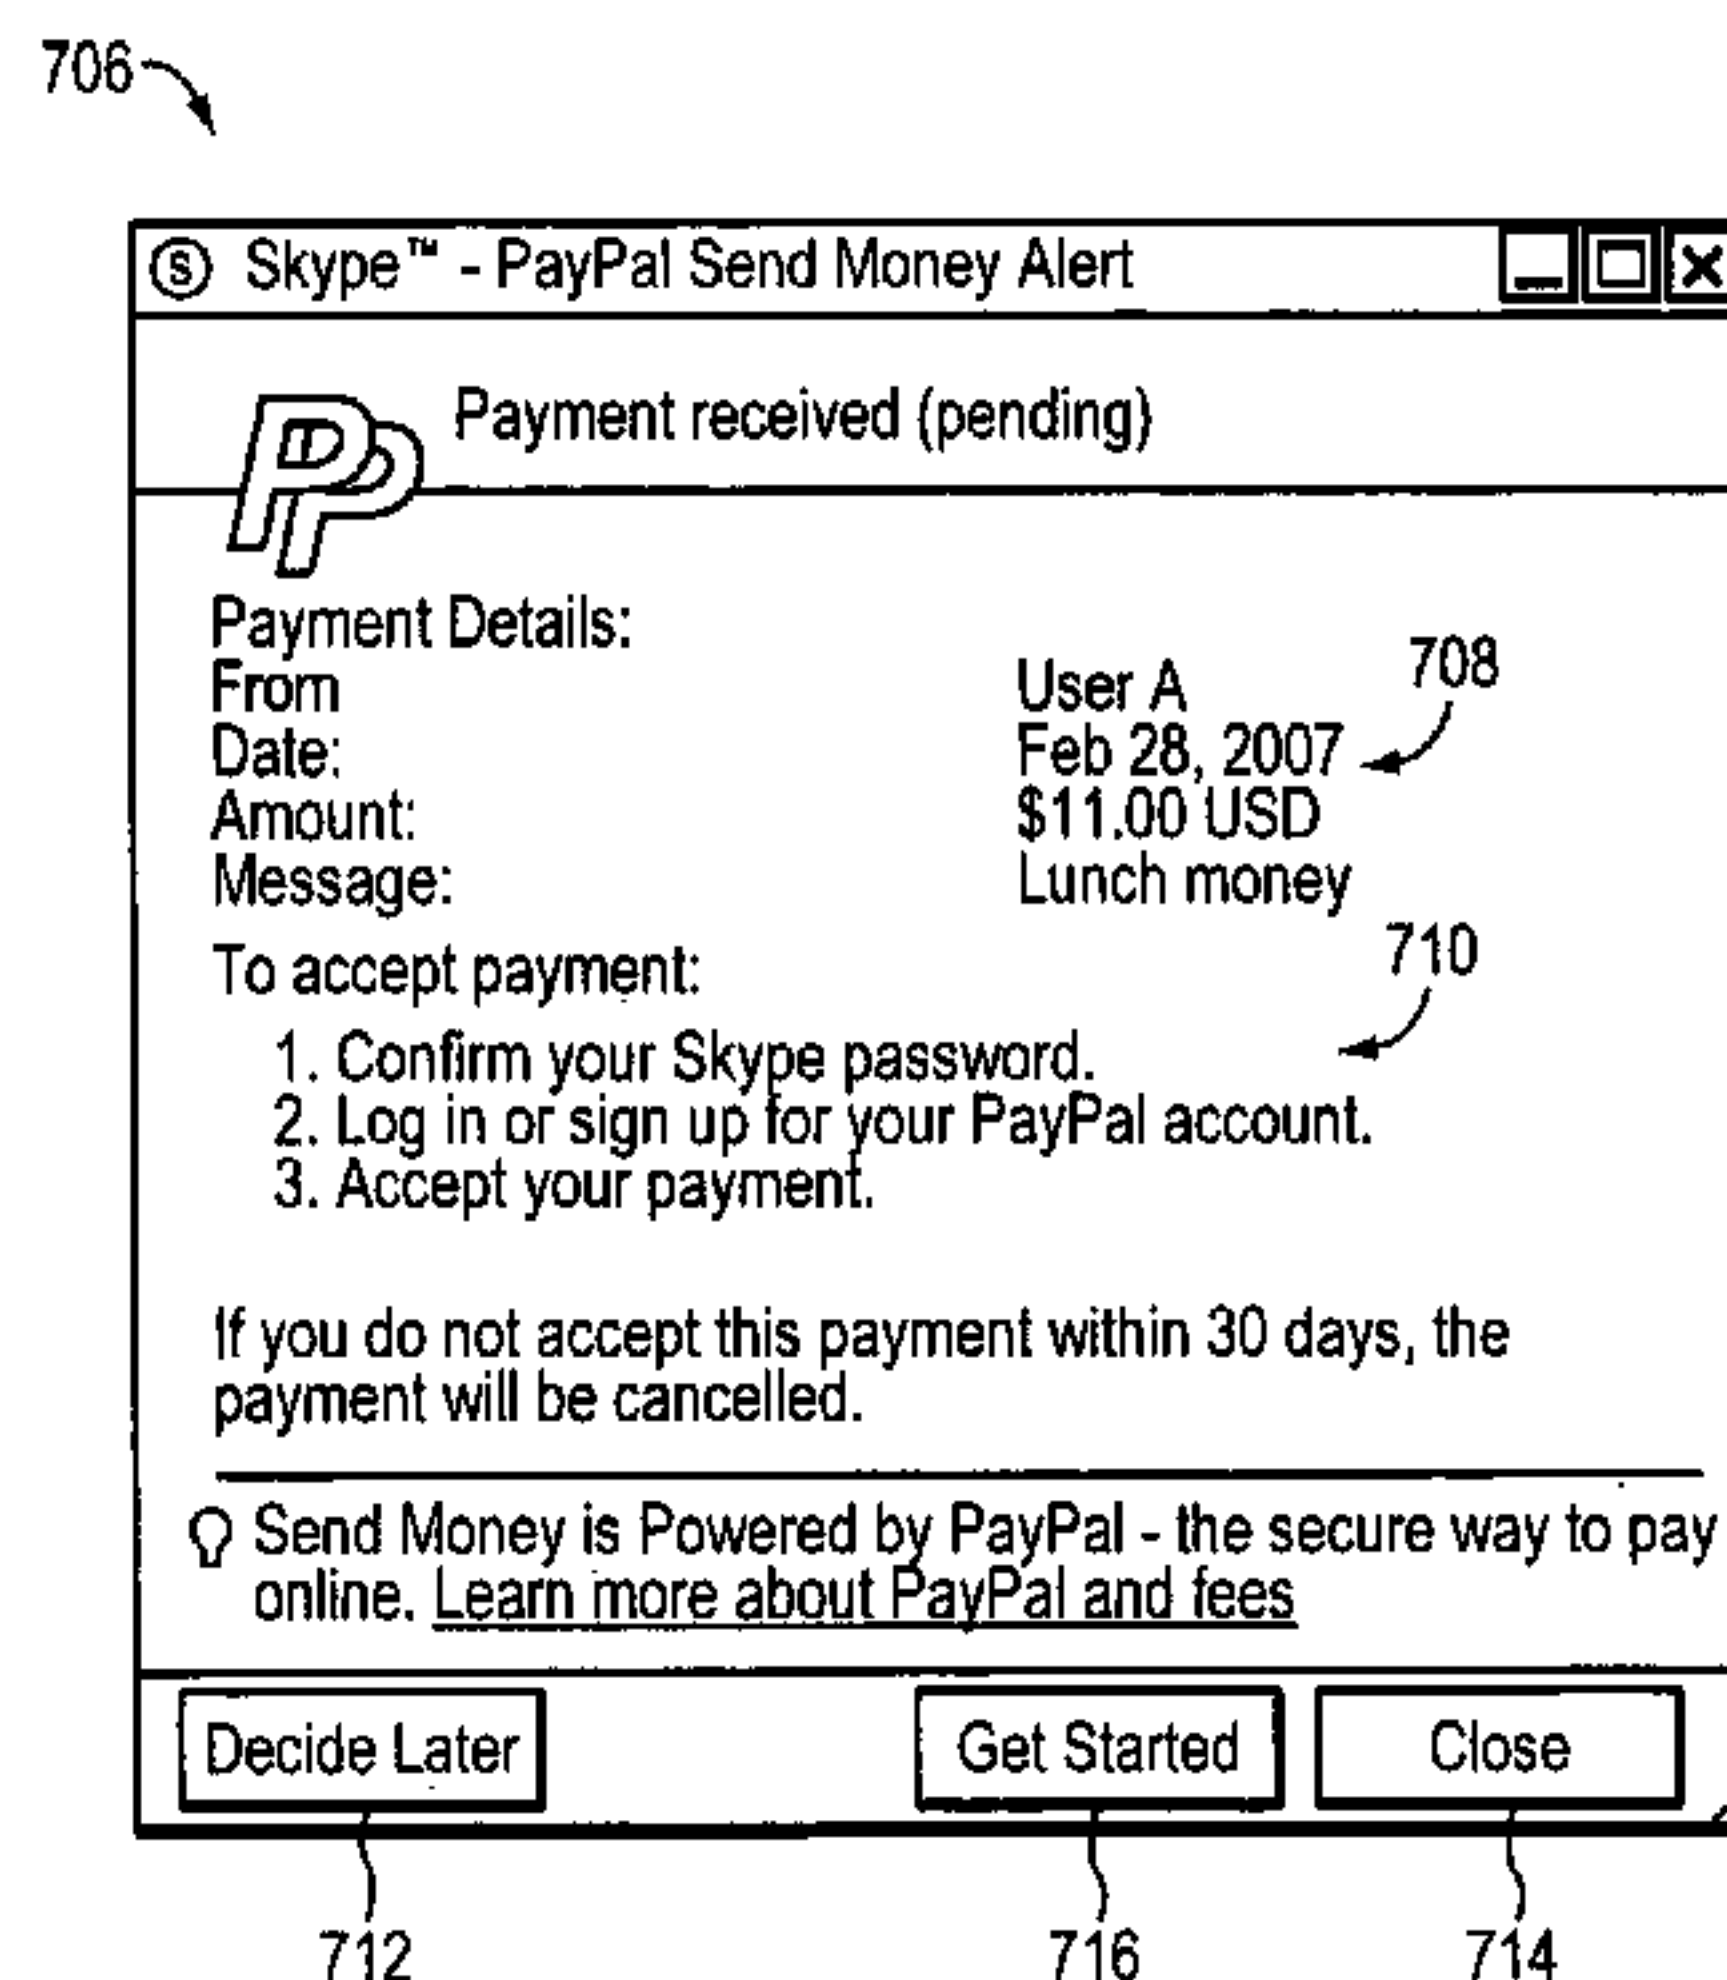 706
Skype™ - PayPal Send Money Alert
Payment received (pending)
Payment Details:
From User A
708
Date: Feb 28, 2007
Amount: $11.00 USD
Message: Lunch money
710
To accept payment:
1. Confirm your Skype password.
2. Log in or sign up for your PayPal account.
3. Accept your payment.
If you do not accept this payment within 30 days, the
payment will be cancelled.
Send Money is Powered by PayPal - the secure way to pay
online. Learn more about PayPal and fees
Decide Later Get Started Close
712 716 714